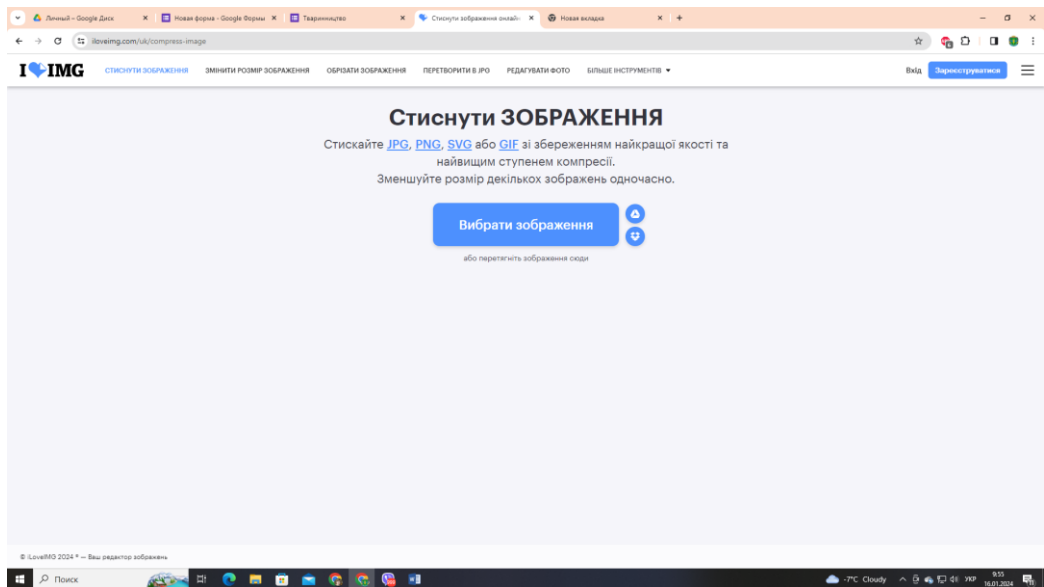 Личный – Google Диск
Новая форма - Google Формы
Тваринництво
Стиснути зображення онлайн
Новая вкладка
iloveimg.com/uk/compress-image
I IMG
СТИСНУТИ ЗОБРАЖЕННЯ
ЗМІНИТИ РОЗМІР ЗОБРАЖЕННЯ
ОБРІЗАТИ ЗОБРАЖЕННЯ
ПЕРЕТВОРИТИ В JPG
РЕДАГУВАТИ ФОТО
БІЛЬШЕ ІНСТРУМЕНТІВ
Вхід
Зареєструватися
Стиснути ЗОБРАЖЕННЯ
Стискайте JPG, PNG, SVG або GIF зі збереженням найкращої якості та
найвищим ступенем компресії.
Зменшуйте розмір декількох зображень одночасно.
Вибрати зображення
або перетягніть зображення сюди
© iLoveIMG 2024 ® — Ваш редактор зображень
Поиск
-7°C Cloudy
УКР
9:55
16.01.2024